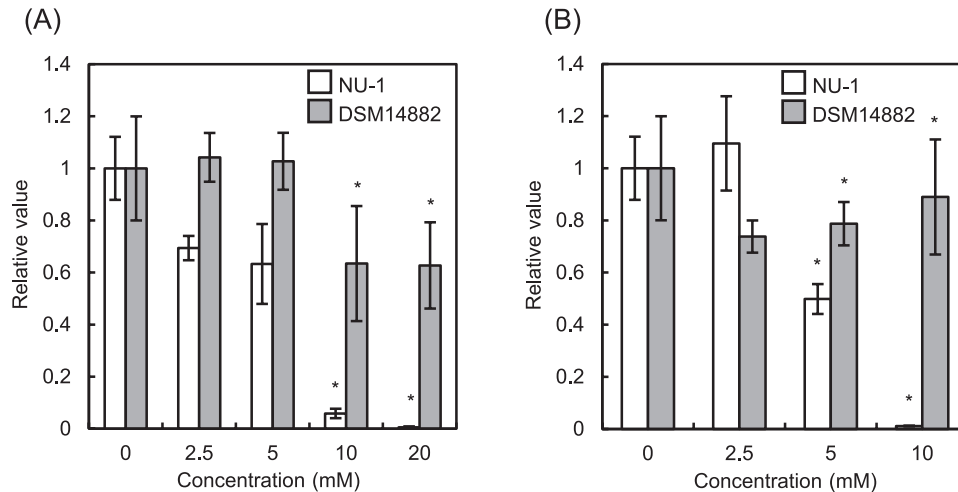 (A)
1.4
1.2
1
0.8
0.6
0.4
0.2
0
Relative value
NU-1
DSM14882
*
*
*
*
0 2.5 5 10 20
Concentration (mM)
(B)
1.4
1.2
1
0.8
0.6
0.4
0.2
0
Relative value
NU-1
DSM14882
*
*
*
*
0 2.5 5 10
Concentration (mM)